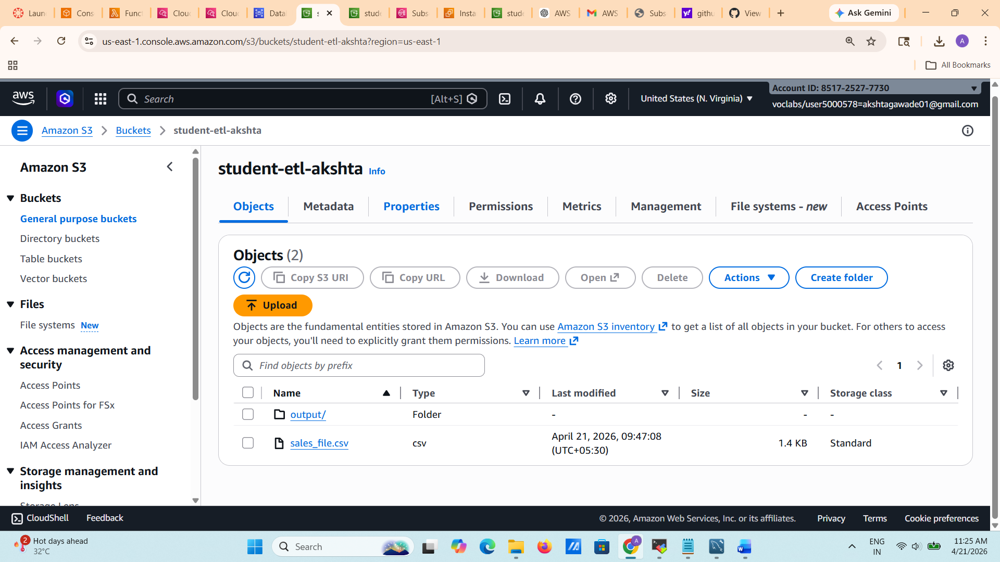 Laun
Cons
Func
Clou
Clou
Data
s
stude
Subs
Insta
stude
AWS
AWS
Subs
githu
View
Ask Gemini
us-east-1.console.aws.amazon.com/s3/buckets/student-etl-akshta?region=us-east-1
A
All Bookmarks
aws
Search
[Alt+S]
United States (N. Virginia)
Account ID: 8517-2527-7730
voclabs/user5000578=akshtagawade01@gmail.com
Amazon S3
Buckets
student-etl-akshta
Amazon S3
Buckets
General purpose buckets
Directory buckets
Table buckets
Vector buckets
Files
File systems New
Access management and
security
Access Points
Access Points for FSx
Access Grants
IAM Access Analyzer
Storage management and
insights
Storage Lens
student-etl-akshta Info
Objects
Metadata
Properties
Permissions
Metrics
Management
File systems - new
Access Points
Objects (2)
Copy S3 URI
Copy URL
Download
Open
Delete
Actions
Create folder
Upload
Objects are the fundamental entities stored in Amazon S3. You can use Amazon S3 inventory to get a list of all objects in your bucket. For others to access
your objects, you'll need to explicitly grant them permissions. Learn more
Find objects by prefix
1
Name
Type
Last modified
Size
Storage class
output/
Folder
-
-
-
sales_file.csv
csv
April 21, 2026, 09:47:08
(UTC+05:30)
1.4 KB
Standard
CloudShell
Feedback
© 2026, Amazon Web Services, Inc. or its affiliates.
Privacy
Terms
Cookie preferences
2
Hot days ahead
32°C
Search
A
W
ENG
IN
11:25 AM
4/21/2026